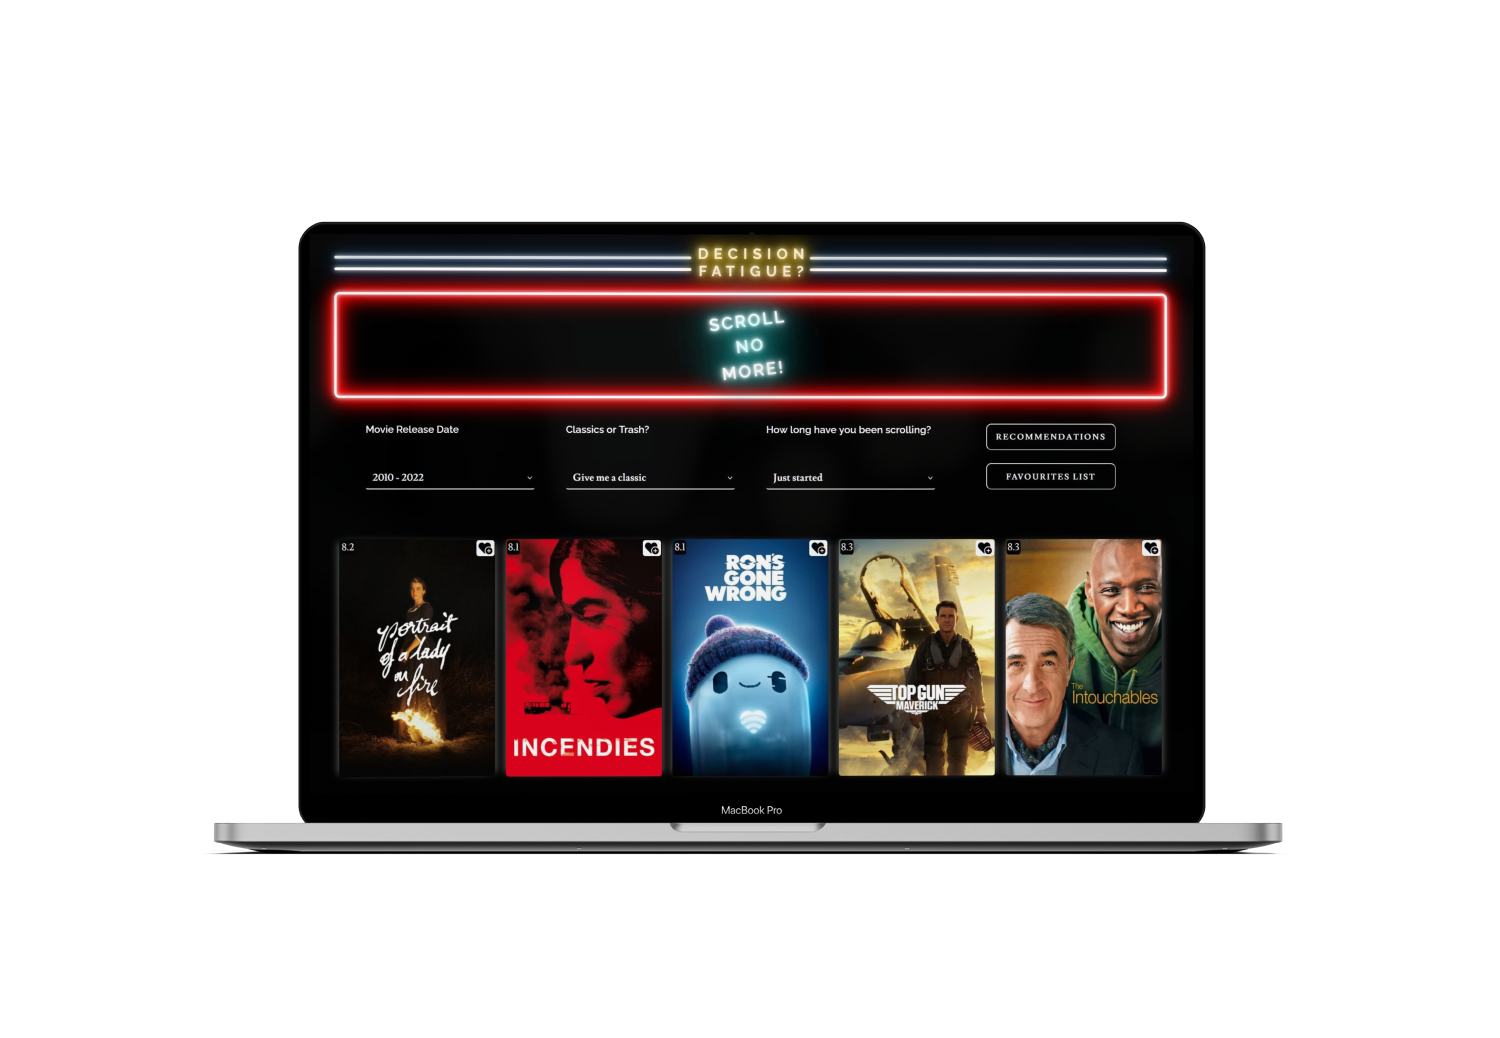 DECISION
FATIGUE?
SCROLL
NO
MORE!
Movie Release Date
Classics or Trash?
How long have you been scrolling?
RECOMMENDATIONS
2010 - 2022
Give me a classic
Just started
FAVOURITES LIST
8.2
8.1
8.1
8.3
8.3
portrait
of a lady
on
fire
INCENDIES
RON'S
GONE
WRONG
TOP GUN
MAVERICK
The
Intouchables
MacBook Pro